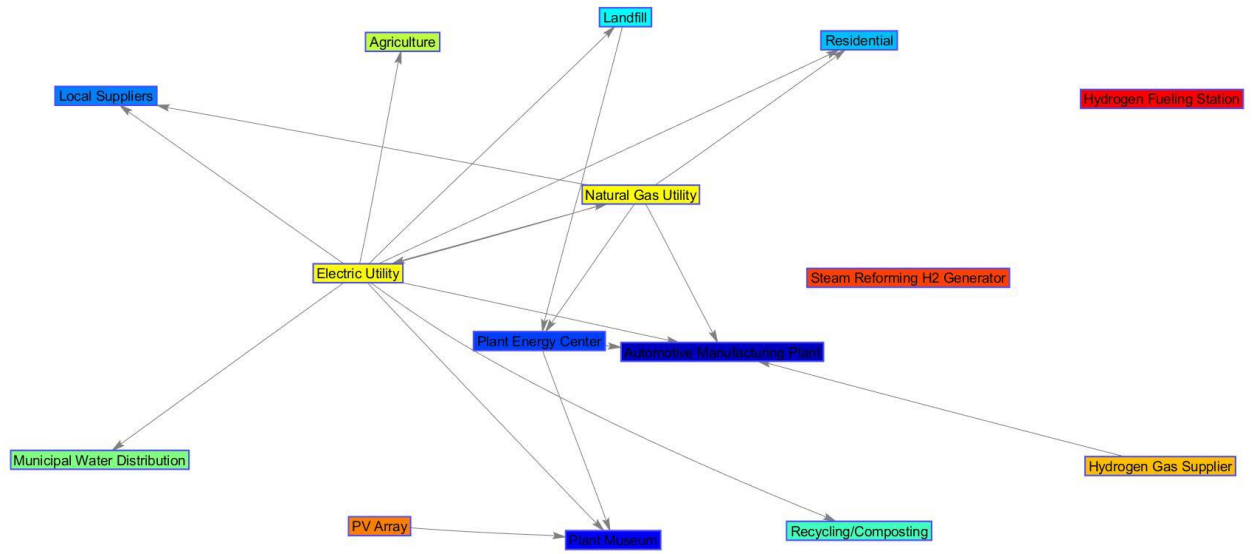 Landfill
Agriculture
Residential
Local Suppliers
Hydrogen Fueling Station
Natural Gas Utility
Electric Utility
Steam Reforming H2 Generator
Plant Energy Center
Automotive Manufacturing Plant
Municipal Water Distribution
Hydrogen Gas Supplier
PV Array
Recycling/Composting
Plant Museum